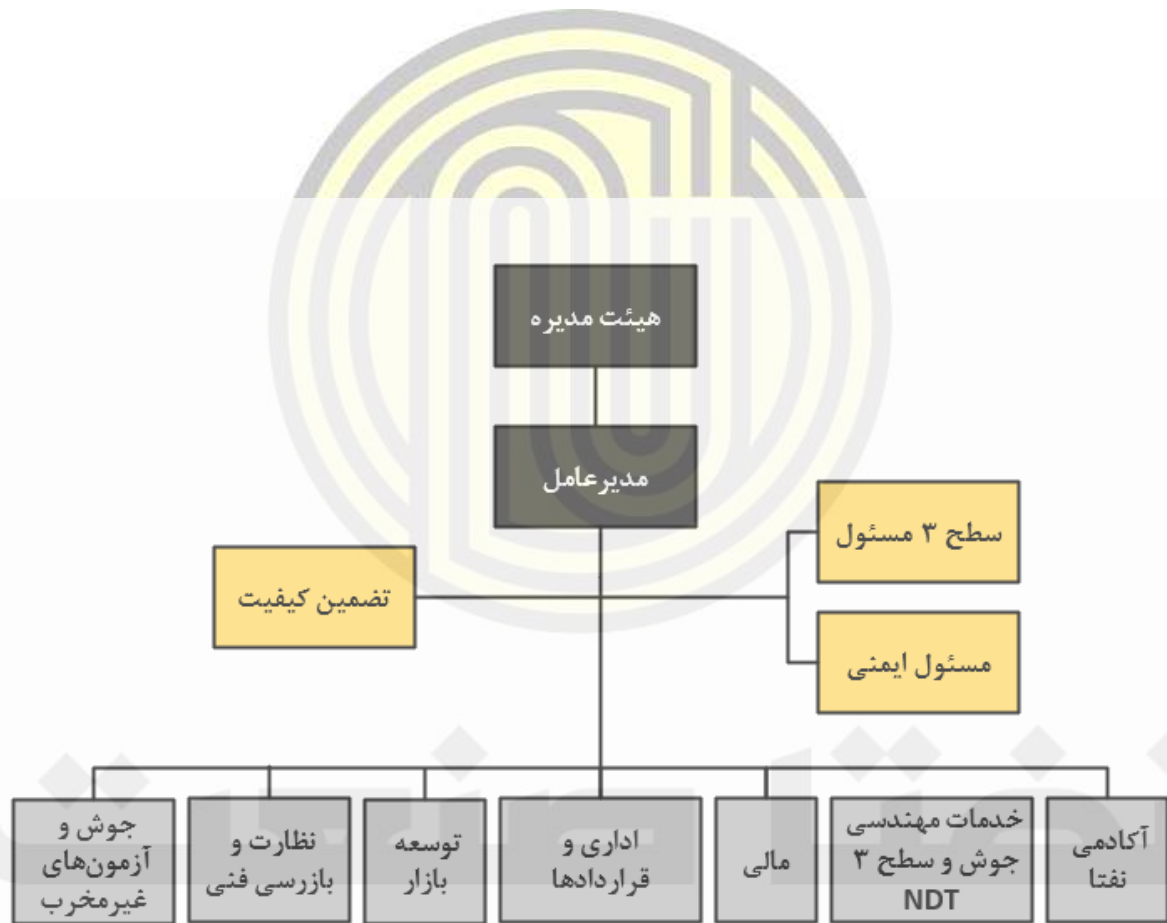 هیئت مدیره
مدیرعامل
سطح ۳ مسئول
تضمین کیفیت
مسئول ایمنی
آکادمی
نفتا
خدمات مهندسی
جوش و سطح ۳
NDT
مالی
اداری و
قراردادها
توسعه
بازار
نظارت و
بازرسی فنی
جوش و
آزمون‌های
غیرمخرب